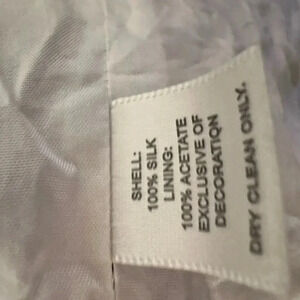 SHELL:
100% SILK
LINING:
100% ACETATE
EXCLUSIVE OF
DECORATION
DRY CLEAN ONLY.